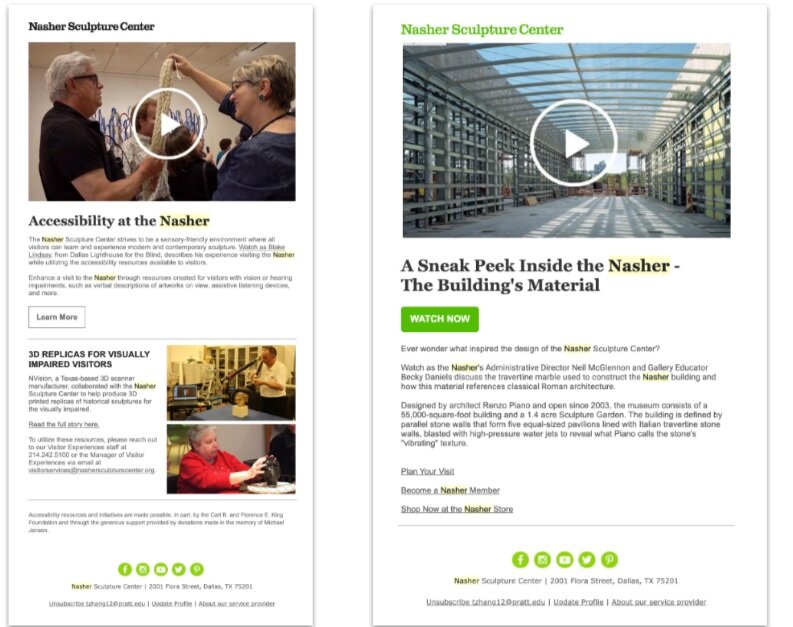 Nasher Sculpture Center
Accessibility at the Nasher
The Nasher Sculpture Center strives to be a sensory-friendly environment where all
visitors can learn and experience modern and contemporary sculpture. Watch as Blake
Lindsay, from Dallas Lighthouse for the Blind, describes his experience visiting the Nasher
while utilizing the accessibility resources available to visitors.
Enhance a visit to the Nasher through resources created for visitors with vision or hearing
impairments, such as verbal descriptions of artworks on view, assistive listening devices,
and more.
Learn More
3D REPLICAS FOR VISUALLY
IMPAIRED VISITORS
NVision, a Texas-based 3D scanner
manufacturer, collaborated with the Nasher
Sculpture Center to help produce 3D
printed replicas of historical sculptures for
the visually impaired.
Read the full story here.
To utilize these resources, please reach out
to our Visitor Experiences staff at
214.242.5100 or the Manager of Visitor
Experiences via email at
visitorservices@nashersculpturecenter.org.
Accessibility resources and initiatives are made possible, in part, by the Carl B. and Florence E. King
Foundation and through the generous support provided by donations made in the memory of Michael
Jansen.
Nasher Sculpture Center | 2001 Flora Street, Dallas, TX 75201
Unsubscribe tzhang12@pratt.edu | Update Profile | About our service provider
Nasher Sculpture Center
A Sneak Peek Inside the Nasher -
The Building's Material
WATCH NOW
Ever wonder what inspired the design of the Nasher Sculpture Center?
Watch as the Nasher's Administrative Director Neil McGlennon and Gallery Educator
Becky Daniels discuss the travertine marble used to construct the Nasher building and
how this material references classical Roman architecture.
Designed by architect Renzo Piano and open since 2003, the museum consists of a
55,000-square-foot building and a 1.4 acre Sculpture Garden. The building is defined by
parallel stone walls that form five equal-sized pavilions lined with Italian travertine stone
walls, blasted with high-pressure water jets to reveal what Piano calls the stone's
"vibrating" texture.
Plan Your Visit
Become a Nasher Member
Shop Now at the Nasher Store
Nasher Sculpture Center | 2001 Flora Street, Dallas, TX 75201
Unsubscribe tzhang12@pratt.edu | Update Profile | About our service provider